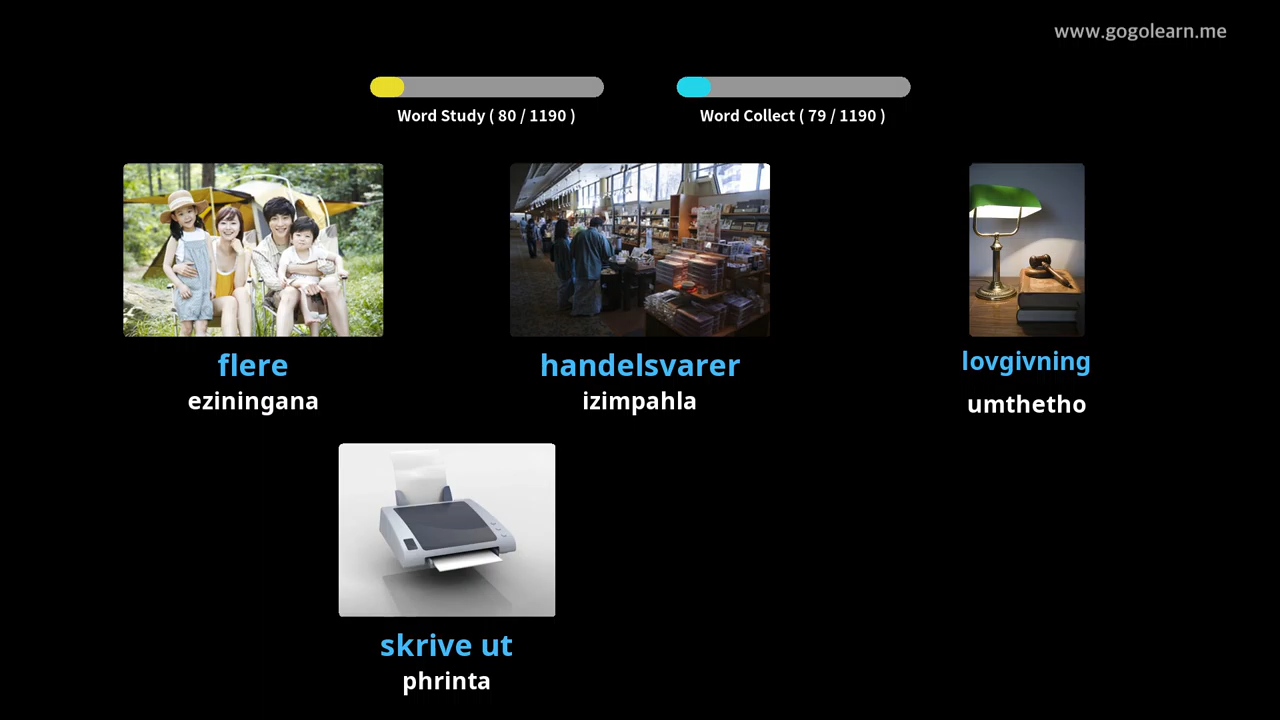 www.gogolearn.me
Word Study ( 80 / 1190 )
Word Collect ( 79 / 1190 )
flere
eziningana
handelsvarer
izimpahla
lovgivning
umthetho
skrive ut
phrinta